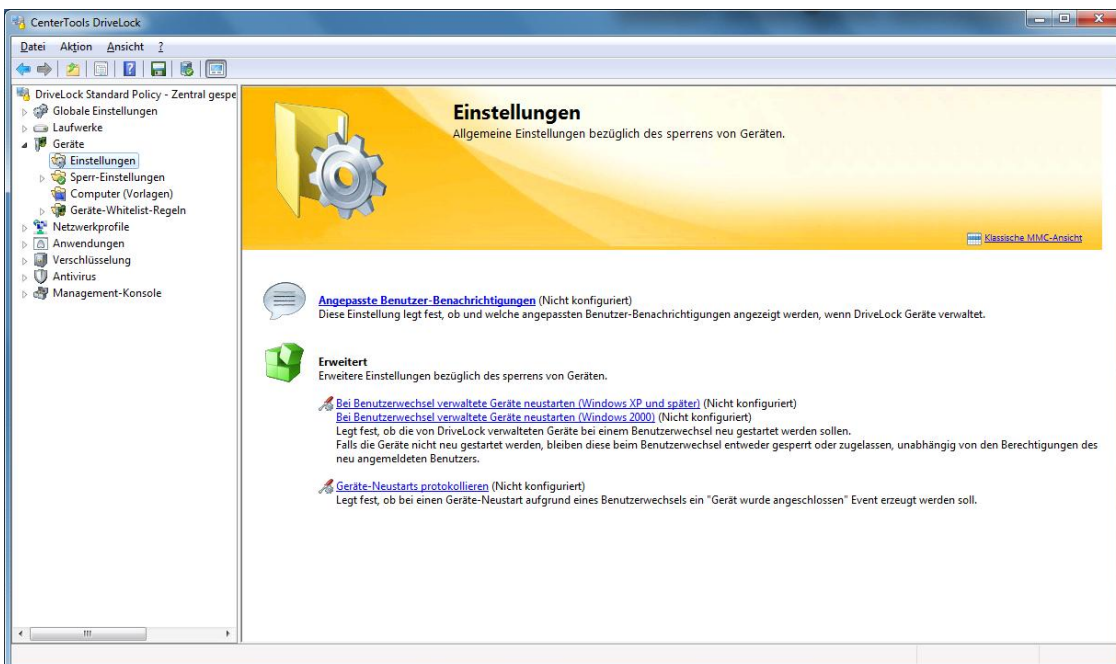 CenterTools DriveLock
Datei Aktion Ansicht ?
DriveLock Standard Policy - Zentral gespe
Globale Einstellungen
Laufwerke
Geräte
Einstellungen
Sperr-Einstellungen
Computer (Vorlagen)
Geräte-Whitelist-Regeln
Netzwerkprofile
Anwendungen
Verschlüsselung
Antivirus
Management-Konsole
Einstellungen
Allgemeine Einstellungen bezüglich des sperrens von Geräten.
Klassische MMC-Ansicht
Angepasste Benutzer-Benachrichtigungen (Nicht konfiguriert)
Diese Einstellung legt fest, ob und welche angepassten Benutzer-Benachrichtigungen angezeigt werden, wenn DriveLock Geräte verwaltet.
Erweitert
Erweitere Einstellungen bezüglich des sperrens von Geräten.
Bei Benutzerwechsel verwaltete Geräte neustarten (Windows XP und später) (Nicht konfiguriert)
Bei Benutzerwechsel verwaltete Geräte neustarten (Windows 2000) (Nicht konfiguriert)
Legt fest, ob die von DriveLock verwalteten Geräte bei einem Benutzerwechsel neu gestartet werden sollen.
Falls die Geräte nicht neu gestartet werden, bleiben diese beim Benutzerwechsel entweder gesperrt oder zugelassen, unabhängig von den Berechtigungen des
neu angemeldeten Benutzers.
Geräte-Neustarts protokollieren (Nicht konfiguriert)
Legt fest, ob bei einen Geräte-Neustart aufgrund eines Benutzerwechsels ein "Gerät wurde angeschlossen" Event erzeugt werden soll.